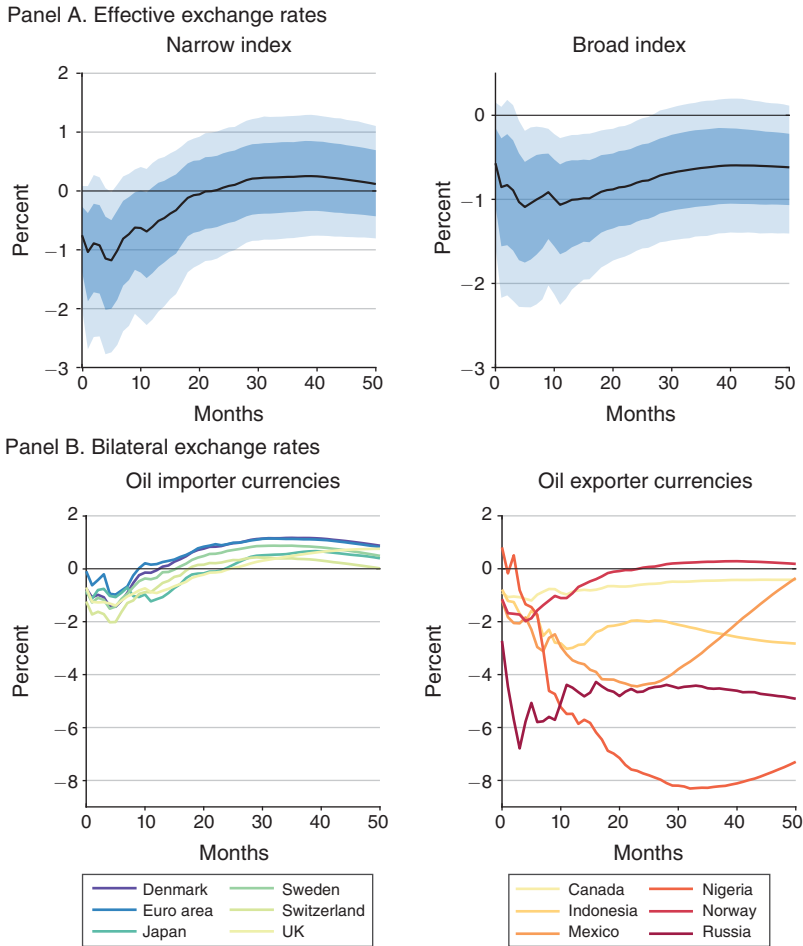 Panel A. Effective exchange rates
Narrow index
Broad index
2
1
0
−1
−2
−3
Percent
0 10 20 30 40 50
Months
0
−1
−2
−3
Percent
0 10 20 30 40 50
Months
Panel B. Bilateral exchange rates
Oil importer currencies
Oil exporter currencies
2
0
−2
−4
−6
−8
Percent
0 10 20 30 40 50
Months
2
0
−2
−4
−6
−8
Percent
0 10 20 30 40 50
Months
Denmark Sweden
Euro area Switzerland
Japan UK
Canada Nigeria
Indonesia Norway
Mexico Russia